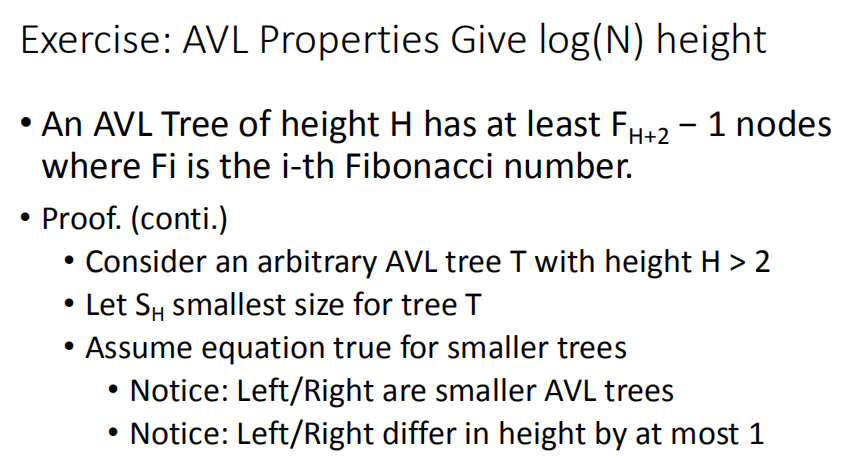 Exercise: AVL Properties Give log(N) height
• An AVL Tree of height H has at least F_{H+2} − 1 nodes
where Fi is the i-th Fibonacci number.
• Proof. (conti.)
• Consider an arbitrary AVL tree T with height H > 2
• Let S_H smallest size for tree T
• Assume equation true for smaller trees
• Notice: Left/Right are smaller AVL trees
• Notice: Left/Right differ in height by at most 1